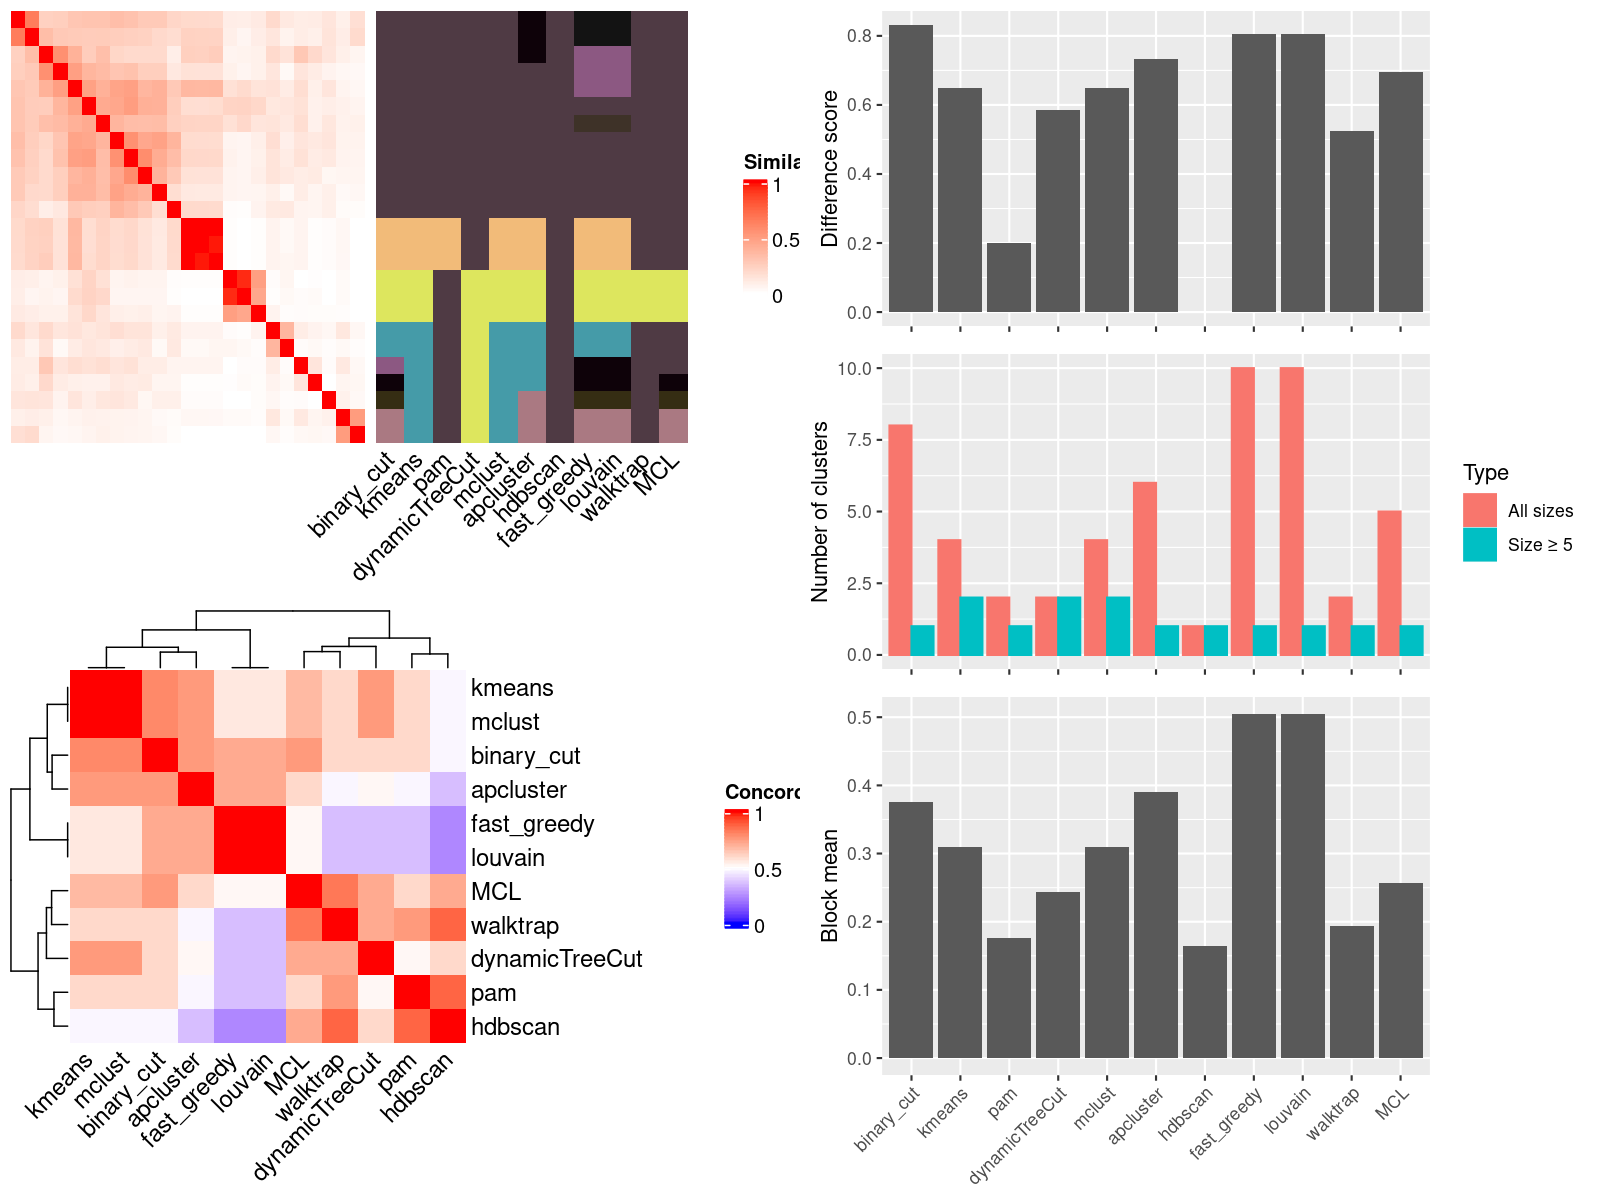 Simila
1
0.5
0
binary_cut
kmeans
pam
dynamicTreeCut
mclust
apcluster
hdbscan
fast_greedy
louvain
walktrap
MCL
kmeans
mclust
binary_cut
apcluster
fast_greedy
louvain
MCL
walktrap
dynamicTreeCut
pam
hdbscan
kmeans
mclust
binary_cut
apcluster
fast_greedy
louvain
MCL
walktrap
dynamicTreeCut
pam
hdbscan
Concord
1
0.5
0
Difference score
0.8
0.6
0.4
0.2
0.0
Number of clusters
10.0
7.5
5.0
2.5
0.0
Type
All sizes
Size ≥ 5
Block mean
0.5
0.4
0.3
0.2
0.1
0.0
binary_cut
kmeans
pam
dynamicTreeCut
mclust
apcluster
hdbscan
fast_greedy
louvain
walktrap
MCL